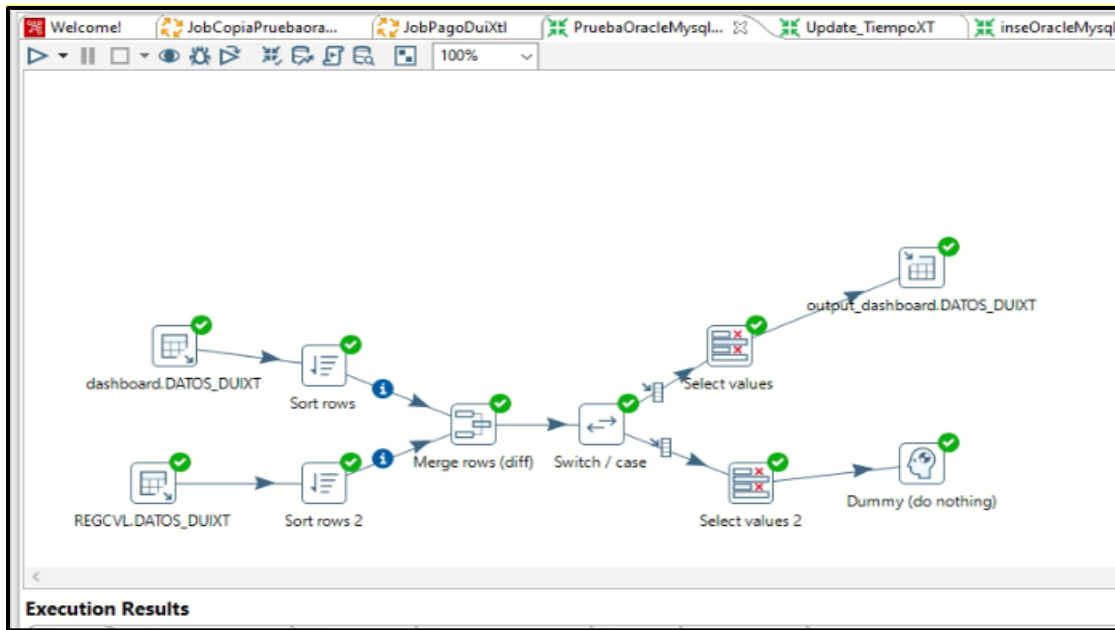 Welcome!
JobCopiaPruebaora...
JobPagoDuiXtl
PruebaOracleMysql...
Update_TiempoXT
inseOracleMysql
100%
output_dashboard.DATOS_DUIXT
dashboard.DATOS_DUIXT
Sort rows
Select values
Merge rows (diff)
Switch / case
REGCVL.DATOS_DUIXT
Sort rows 2
Select values 2
Dummy (do nothing)
Execution Results